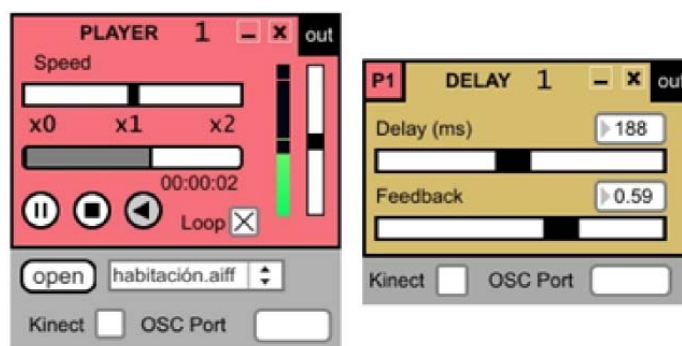 PLAYER 1 out
Speed
x0 x1 x2
00:00:02
Loop
open habitación.aiff
Kinect OSC Port
P1 DELAY 1 out
Delay (ms) 188
Feedback 0.59
Kinect OSC Port